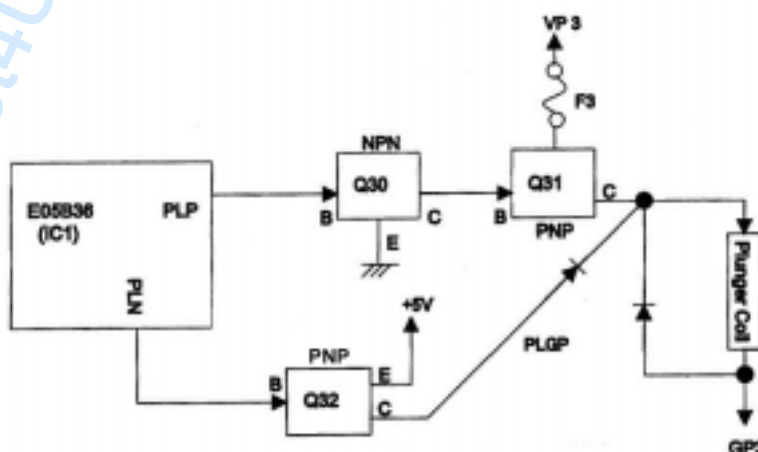 VP 3
F3
NPN
Q30
B
C
E
Q31
B
C
PNP
E05B36
(IC1)
PLP
PLN
+5V
PNP
B
Q32
E
C
PLGP
Plunger Coil